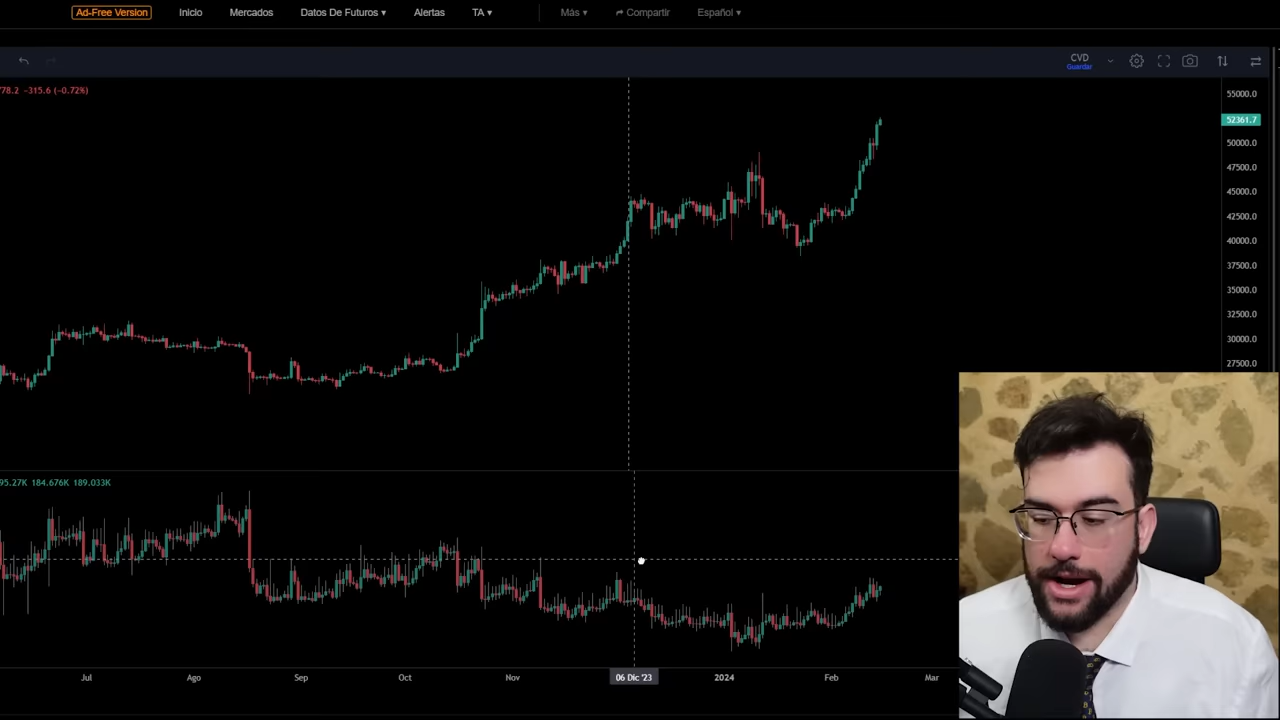 Ad-Free Version Inicio Mercados Datos De Futuros ▾ Alertas TA ▾ Más ▾ Compartir Español ▾
CVD
Guardar
78.2 −315.6 (−0.72%)
55000.0
52361.7
50000.0
47500.0
45000.0
42500.0
40000.0
37500.0
35000.0
32500.0
30000.0
27500.0
95.27K 184.676K 189.033K
Jul Ago Sep Oct Nov 06 Dic '23 2024 Feb Mar